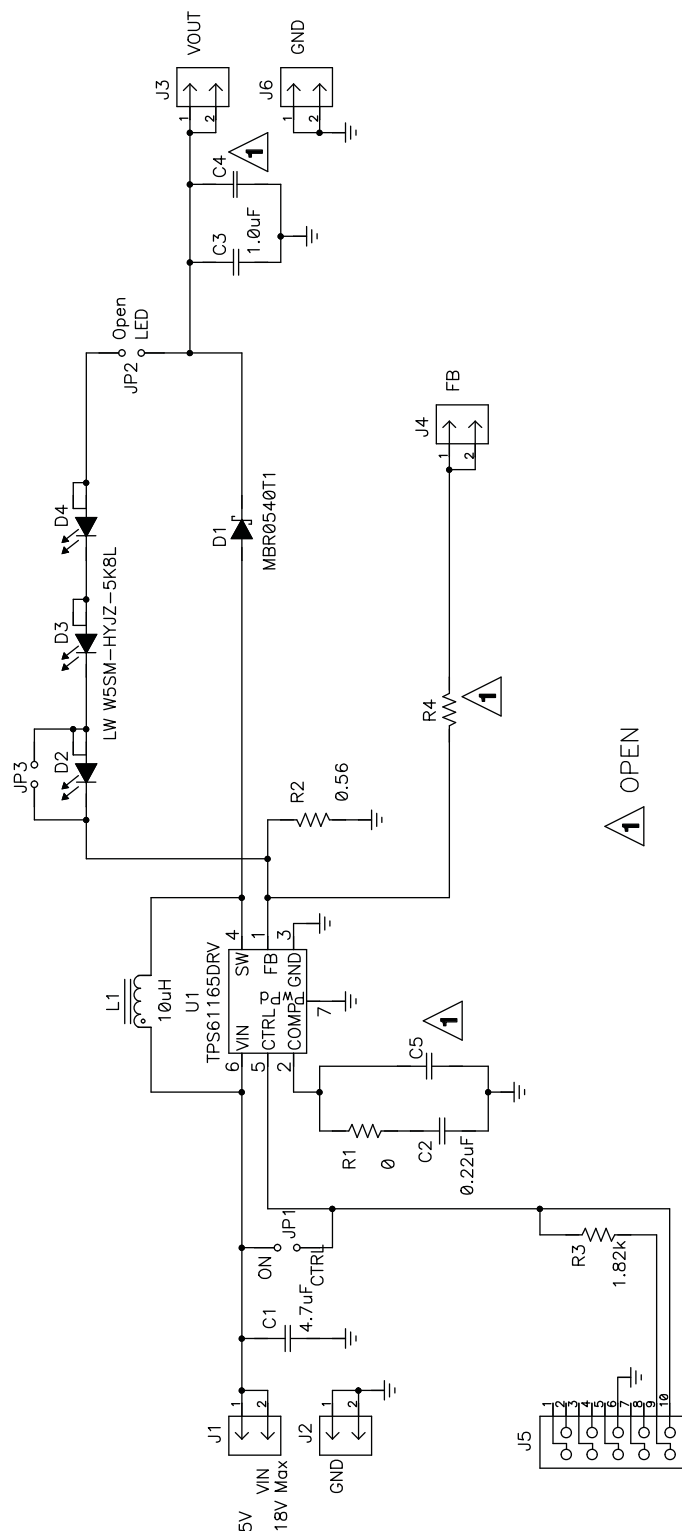 5V
VIN
18V Max
J1
1
2
GND
J2
1
2
C1
4.7uF
ON
JP1
CTRL
L1
10uH
U1
TPS61165DRV
6
VIN
SW
4
5
CTRL
FB
1
2
COMP
GND
3
PwPd
7
R1
0
C2
0.22uF
C5
1
R3
1.82k
J5
1
2
3
4
5
6
7
8
9
10
JP3
D2
D3
D4
LW W5SM-HYJZ-5K8L
JP2
Open
LED
D1
MBR0540T1
R2
0.56
R4
1
J4
FB
1
2
C3
1.0uF
C4
1
J3
VOUT
1
2
J6
GND
1
2
1 OPEN